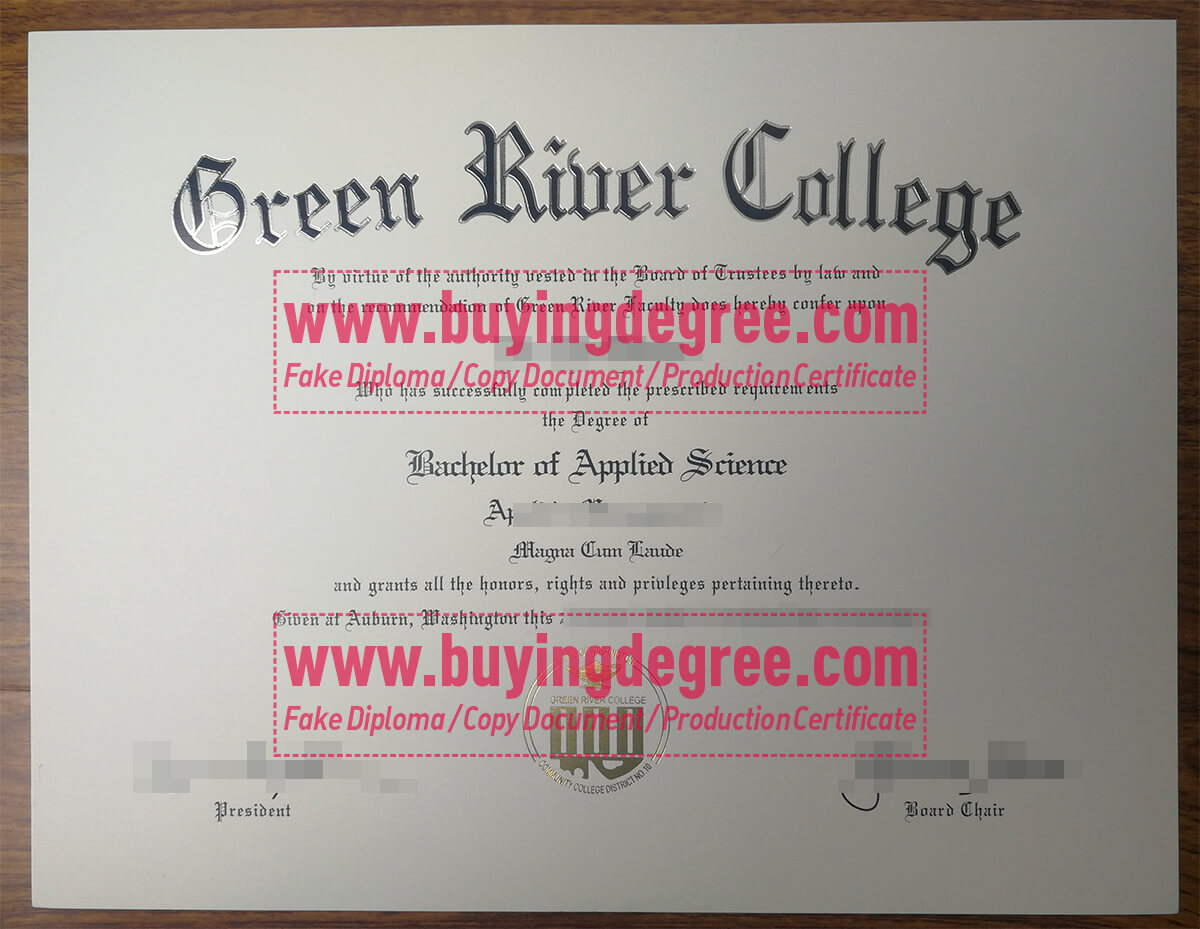 Green River College
By virtue of the authority vested in the Board of Trustees by law and
on the recommendation of Green River Faculty does hereby confer upon
www.buyingdegree.com
Fake Diploma / Copy Document / Production Certificate
Who has successfully completed the prescribed requirements
the Degree of
Bachelor of Applied Science
Magna Cum Laude
and grants all the honors, rights and privleges pertaining thereto.
Given at Auburn, Washington this
www.buyingdegree.com
Fake Diploma / Copy Document / Production Certificate
WASHINGTON
GREEN RIVER COLLEGE
COMMUNITY COLLEGE DISTRICT NO. 10
President
Board Chair